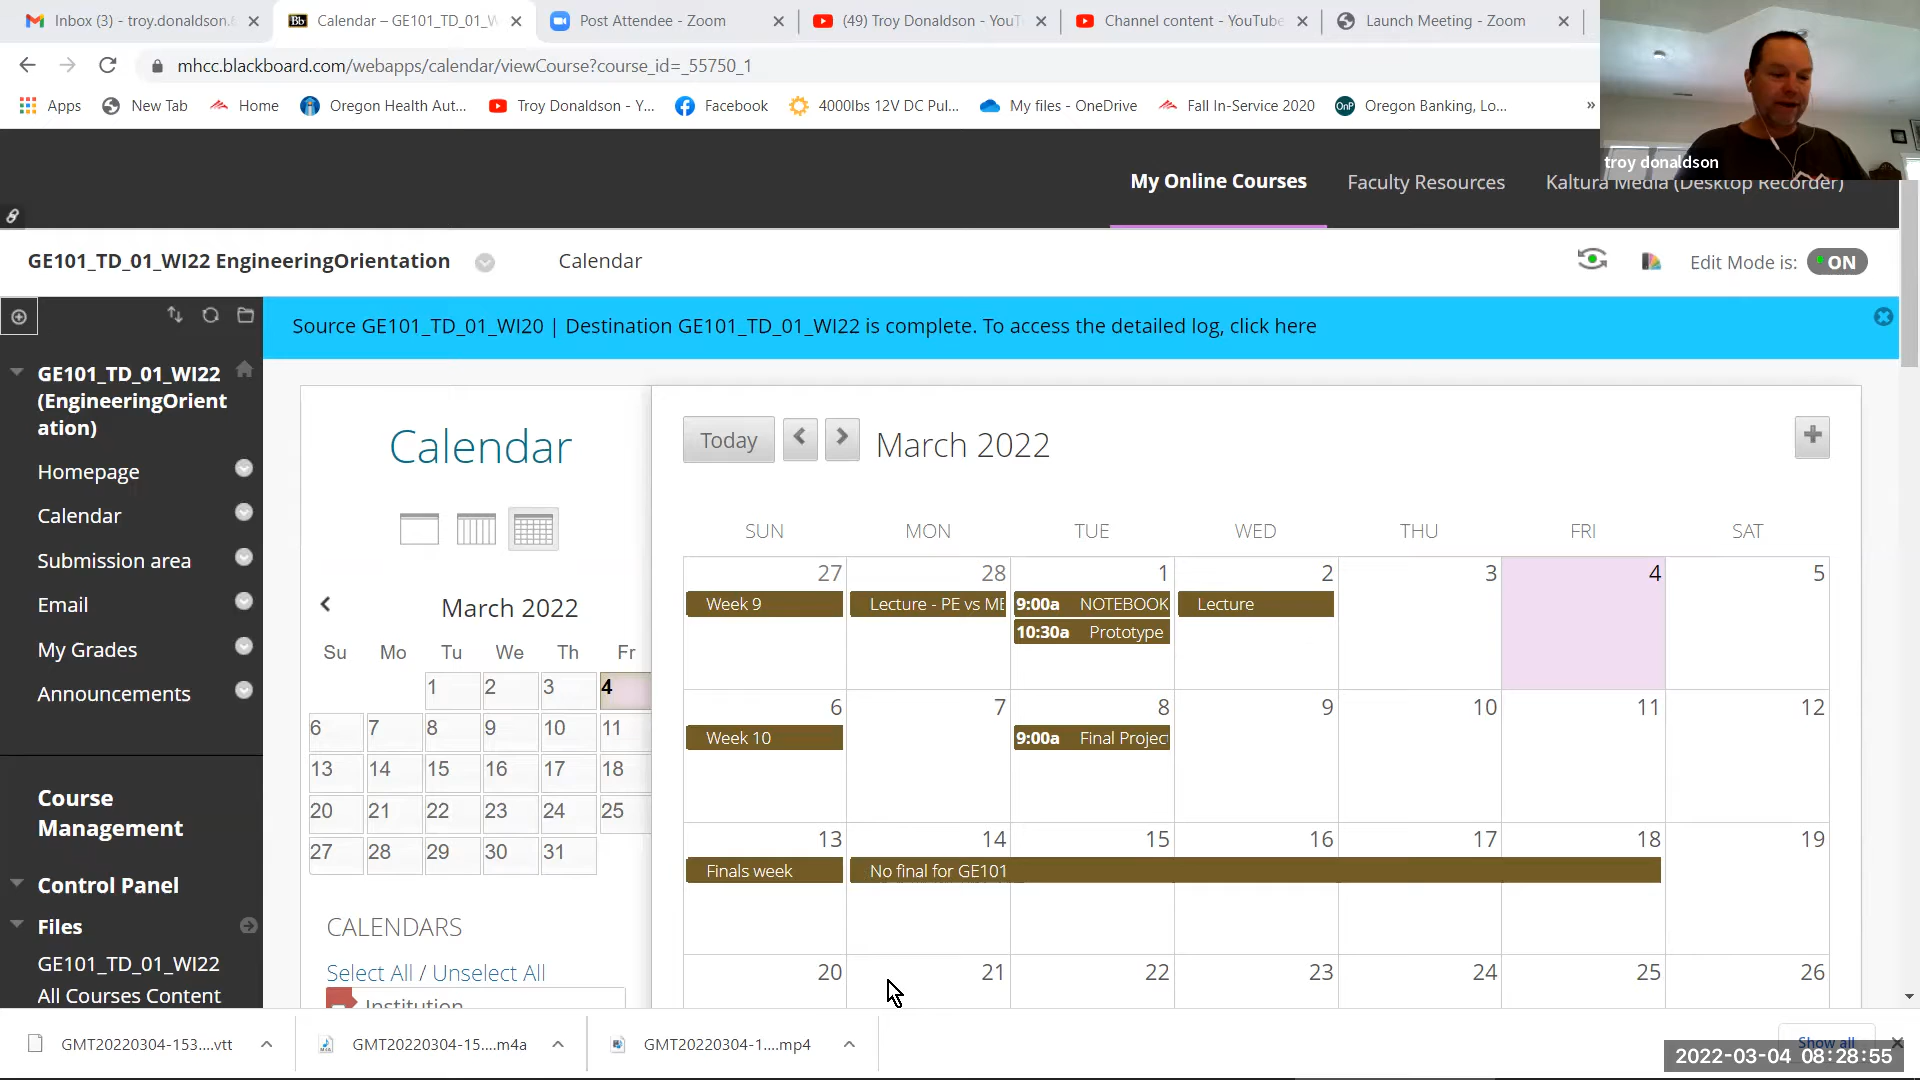 Inbox (3) - troy.donaldson.
Calendar – GE101_TD_01_W
Post Attendee - Zoom
(49) Troy Donaldson - YouT
Channel content - YouTube
Launch Meeting - Zoom
mhcc.blackboard.com/webapps/calendar/viewCourse?course_id=_55750_1
Apps
New Tab
Home
Oregon Health Aut...
Troy Donaldson - Y...
Facebook
4000lbs 12V DC Pul...
My files - OneDrive
Fall In-Service 2020
Oregon Banking, Lo...
»
troy donaldson
My Online Courses
Faculty Resources
Kaltura Media (Desktop Recorder)
GE101_TD_01_WI22 EngineeringOrientation
Calendar
Edit Mode is:
ON
Source GE101_TD_01_WI20 | Destination GE101_TD_01_WI22 is complete. To access the detailed log, click here
GE101_TD_01_WI22
(EngineeringOrient
ation)
Homepage
Calendar
Submission area
Email
My Grades
Announcements
Course
Management
Control Panel
Files
GE101_TD_01_WI22
All Courses Content
Calendar
March 2022
Su Mo Tu We Th Fr
1 2 3 4
6 7 8 9 10 11
13 14 15 16 17 18
20 21 22 23 24 25
27 28 29 30 31
CALENDARS
Select All / Unselect All
Institution
Today
March 2022
SUN MON TUE WED THU FRI SAT
27 28 1 2 3 4 5
Week 9
Lecture - PE vs ME
9:00a NOTEBOOK
Lecture
10:30a Prototype
6 7 8 9 10 11 12
Week 10
9:00a Final Projec
13 14 15 16 17 18 19
Finals week
No final for GE101
20 21 22 23 24 25 26
GMT20220304-153....vtt
GMT20220304-15....m4a
GMT20220304-1....mp4
Show all
2022-03-04 08:28:55